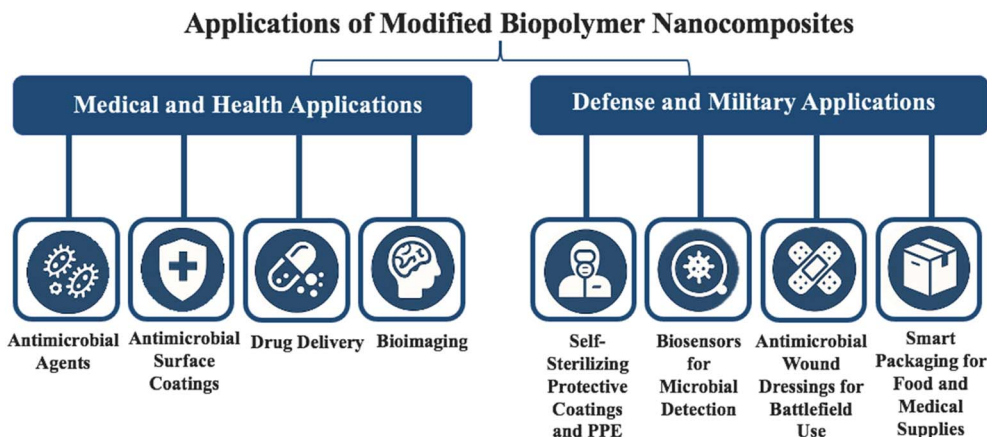 Applications of Modified Biopolymer Nanocomposites
Medical and Health Applications
Defense and Military Applications
Antimicrobial
Agents
Antimicrobial
Surface
Coatings
Drug Delivery
Bioimaging
Self-
Sterilizing
Protective
Coatings
and PPE
Biosensors
for
Microbial
Detection
Antimicrobial
Wound
Dressings for
Battlefield
Use
Smart
Packaging for
Food and
Medical
Supplies